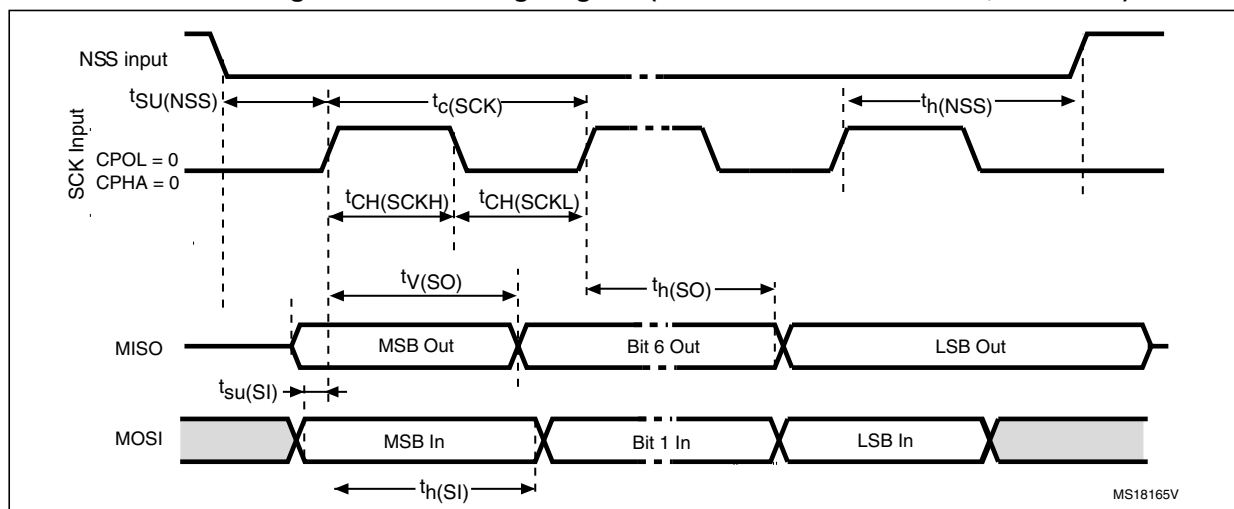 NSS input
tSU(NSS)
tc(SCK)
th(NSS)
SCK Input
CPOL = 0
CPHA = 0
tCH(SCKH)
tCH(SCKL)
tV(SO)
th(SO)
MISO
MSB Out
Bit 6 Out
LSB Out
tsu(SI)
MOSI
MSB In
Bit 1 In
LSB In
th(SI)
MS18165V